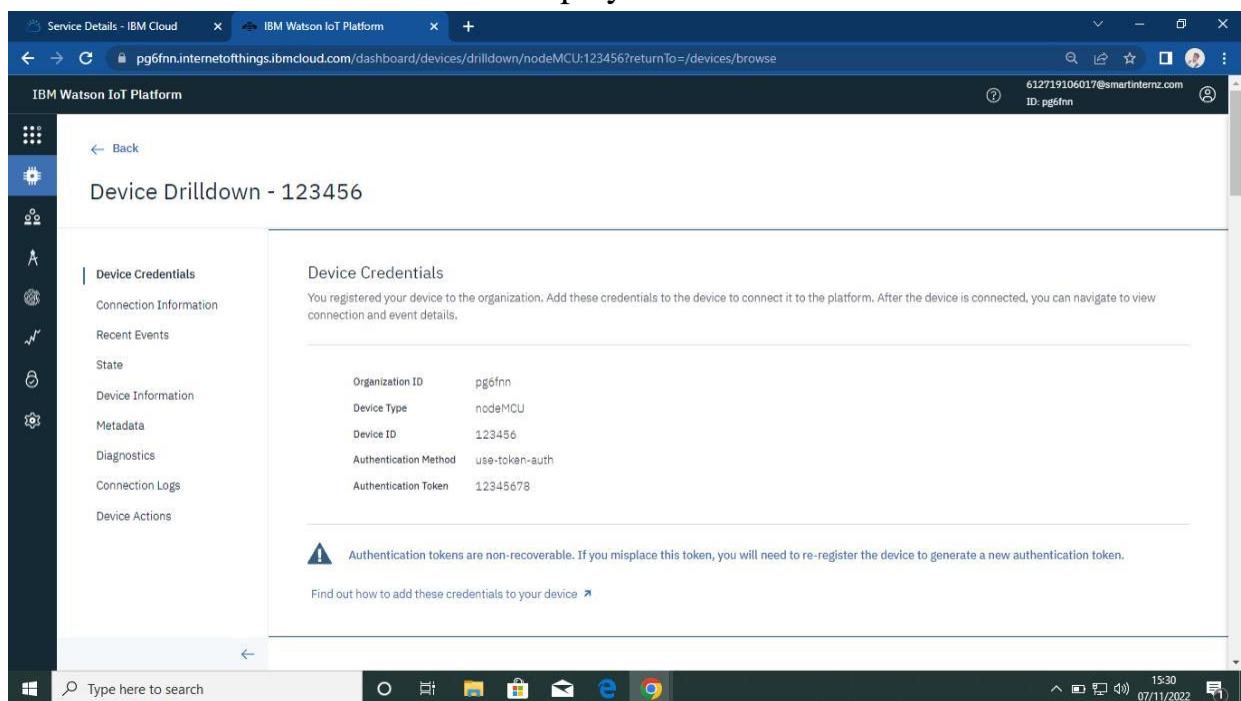 Service Details - IBM Cloud
IBM Watson IoT Platform
pg6fnn.internetofthings.ibmcloud.com/dashboard/devices/drilldown/nodeMCU:123456?returnTo=/devices/browse
IBM Watson IoT Platform
612719106017@smartinternz.com
ID: pg6fnn
← Back
Device Drilldown - 123456
Device Credentials
Connection Information
Recent Events
State
Device Information
Metadata
Diagnostics
Connection Logs
Device Actions
Device Credentials
You registered your device to the organization. Add these credentials to the device to connect it to the platform. After the device is connected, you can navigate to view
connection and event details.
Organization ID pg6fnn
Device Type nodeMCU
Device ID 123456
Authentication Method use-token-auth
Authentication Token 12345678
Authentication tokens are non-recoverable. If you misplace this token, you will need to re-register the device to generate a new authentication token.
Find out how to add these credentials to your device
Type here to search
15:30
07/11/2022